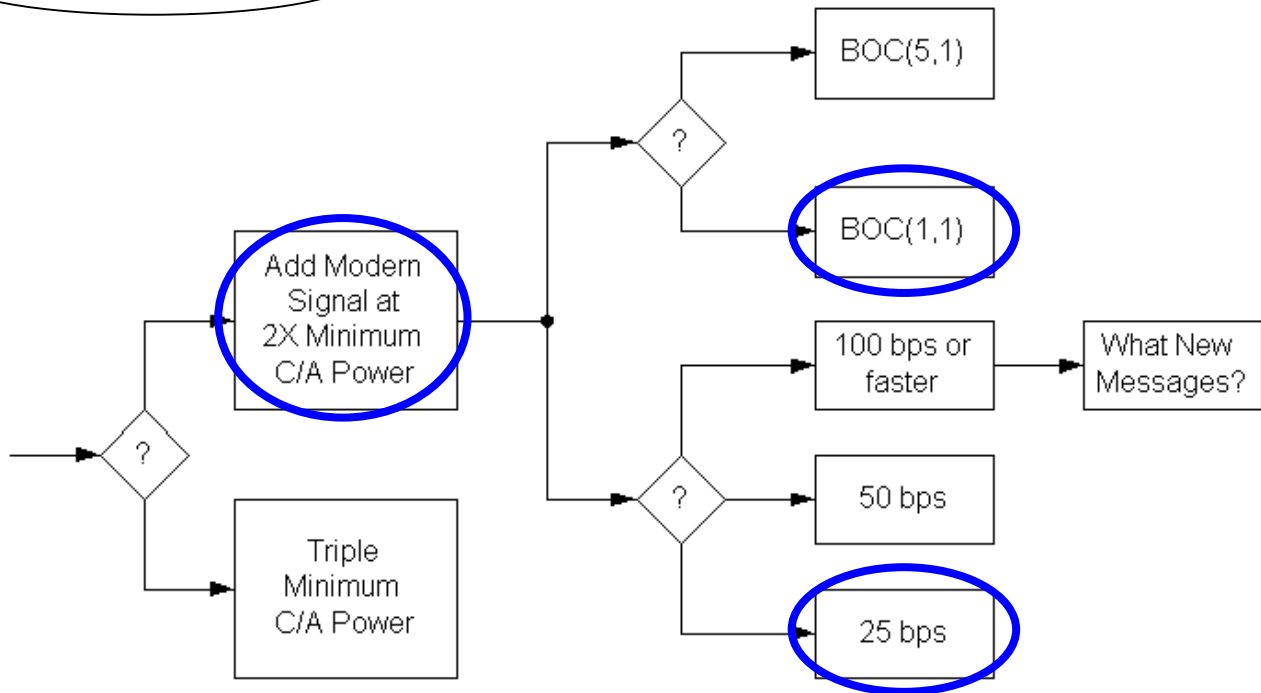 BOC(5,1)
?
BOC(1,1)
Add Modern
Signal at
2X Minimum
C/A Power
100 bps or
faster
What New
Messages?
?
?
50 bps
Triple
Minimum
C/A Power
25 bps